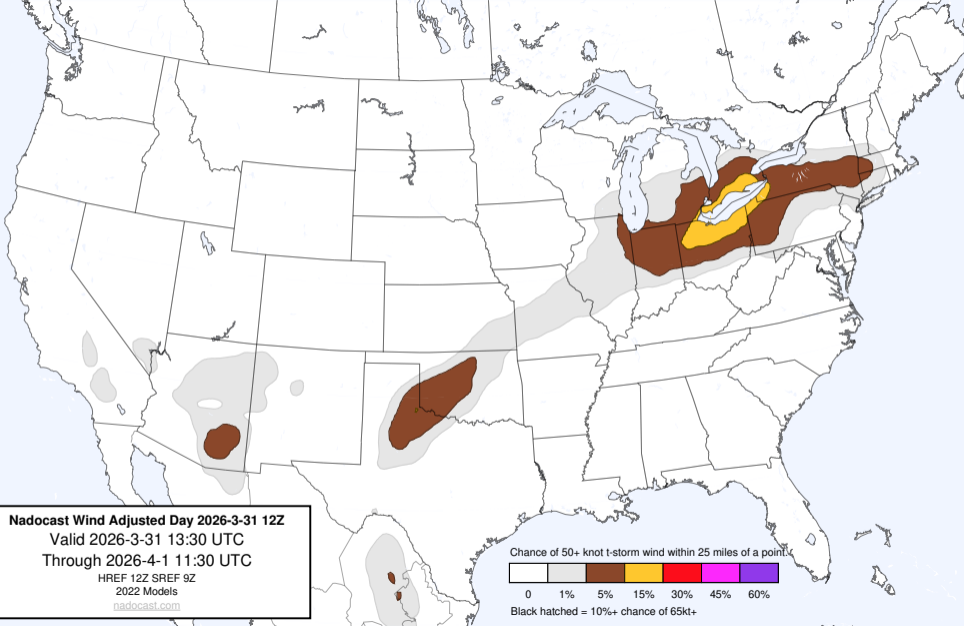 Nadocast Wind Adjusted Day 2026-3-31 12Z
Valid 2026-3-31 13:30 UTC
Through 2026-4-1 11:30 UTC
HREF 12Z SREF 9Z
2022 Models
nadocast.com
Chance of 50+ knot t-storm wind within 25 miles of a point.
0 1% 5% 15% 30% 45% 60%
Black hatched = 10%+ chance of 65kt+